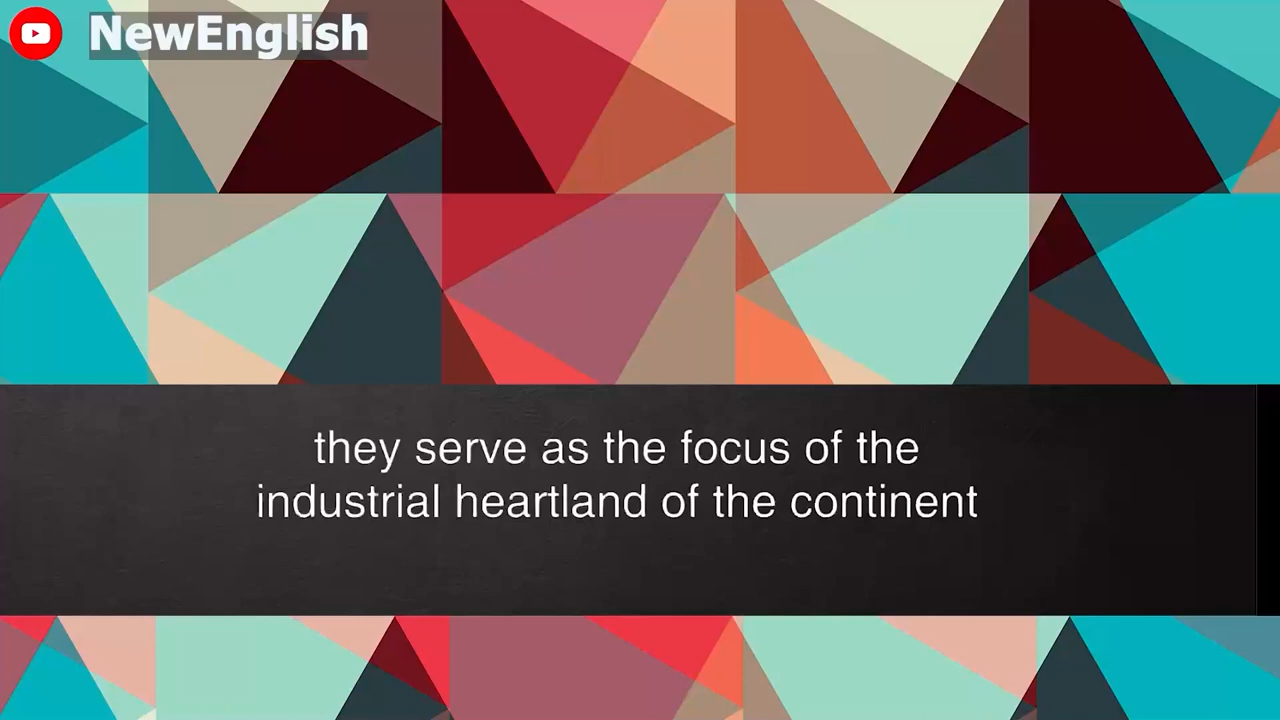 NewEnglish
they serve as the focus of the
industrial heartland of the continent